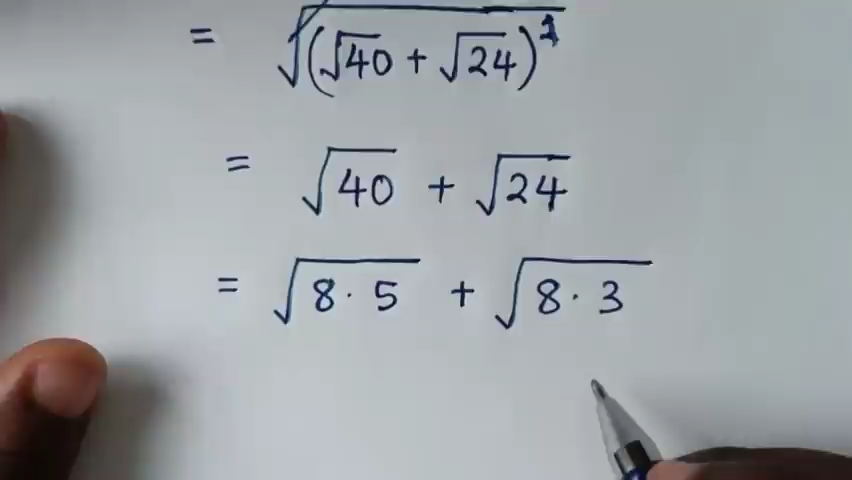 = √(√40 + √24)²
= √40 + √24
= √8 · 5 + √8 · 3